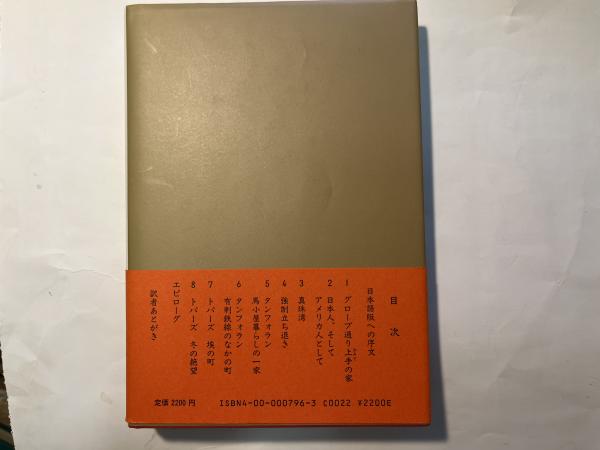 目次
日本語版への序文
1 グローブ通り上手の家
かみて
2 日本人、そして
アメリカ人として
3 真珠湾
4 強制立ち退き
5 タンフォラン
馬小屋暮らしの一家
6 タンフォラン
有刺鉄線のなかの町
7 トパーズ 埃の町
8 トパーズ 冬の絶望
エピローグ
訳者あとがき
定価 2200 円
ISBN4-00-000796-3 C0022 ¥2200E